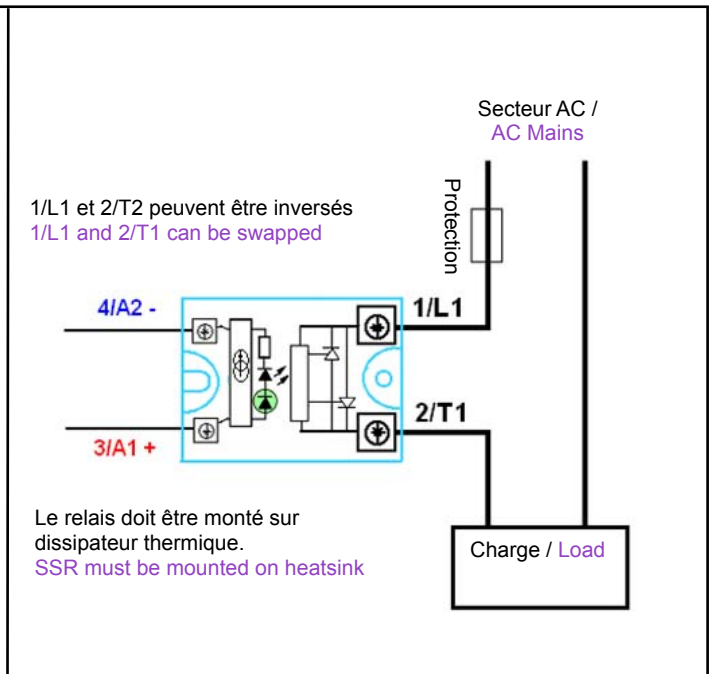 Secteur AC /
AC Mains
Protection
1/L1 et 2/T2 peuvent être inversés
1/L1 and 2/T1 can be swapped
4/A2 -
1/L1
3/A1 +
2/T1
Le relais doit être monté sur
dissipateur thermique.
SSR must be mounted on heatsink
Charge / Load